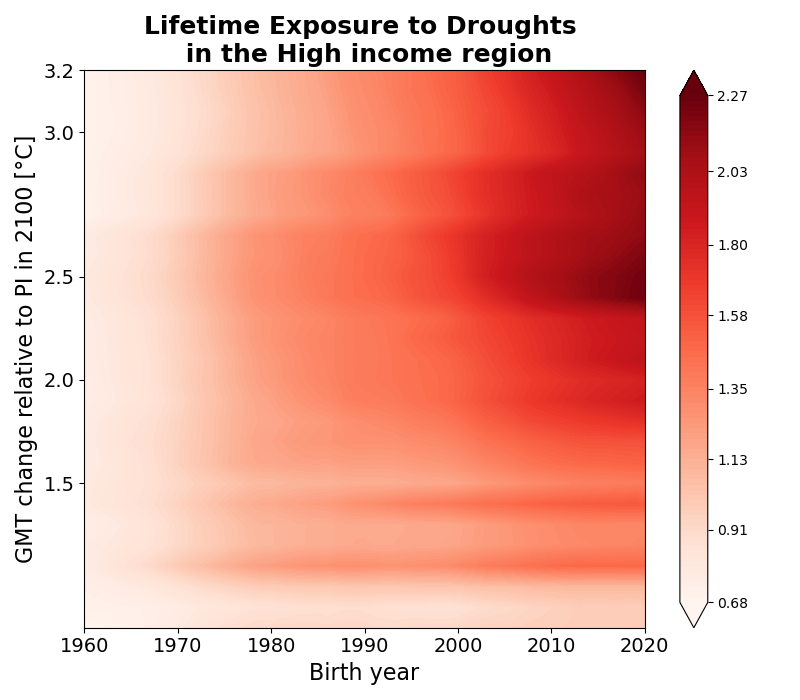 Lifetime Exposure to Droughts
in the High income region
GMT change relative to PI in 2100 [°C]
3.2
3.0
2.5
2.0
1.5
1960 1970 1980 1990 2000 2010 2020
Birth year
2.27
2.03
1.80
1.58
1.35
1.13
0.91
0.68